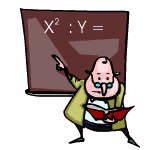 X² : Y =